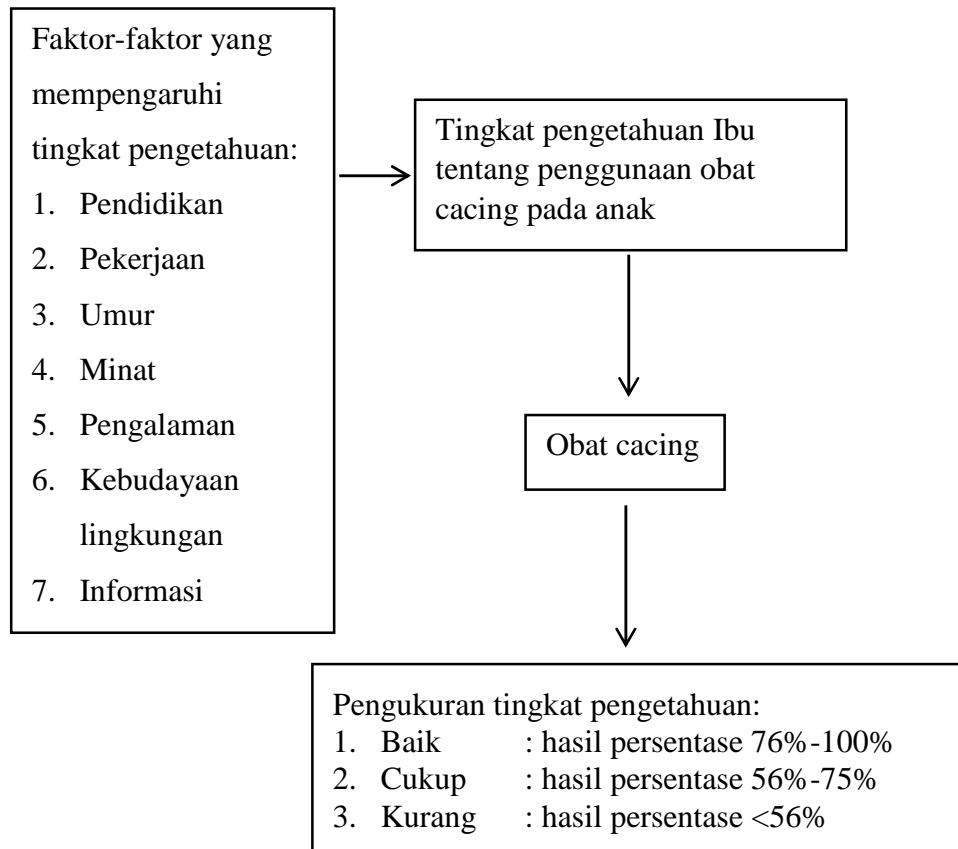 Faktor-faktor yang
mempengaruhi
tingkat pengetahuan:
1. Pendidikan
2. Pekerjaan
3. Umur
4. Minat
5. Pengalaman
6. Kebudayaan
lingkungan
7. Informasi
Tingkat pengetahuan Ibu
tentang penggunaan obat
cacing pada anak
Obat cacing
Pengukuran tingkat pengetahuan:
1. Baik : hasil persentase 76%-100%
2. Cukup : hasil persentase 56%-75%
3. Kurang : hasil persentase <56%